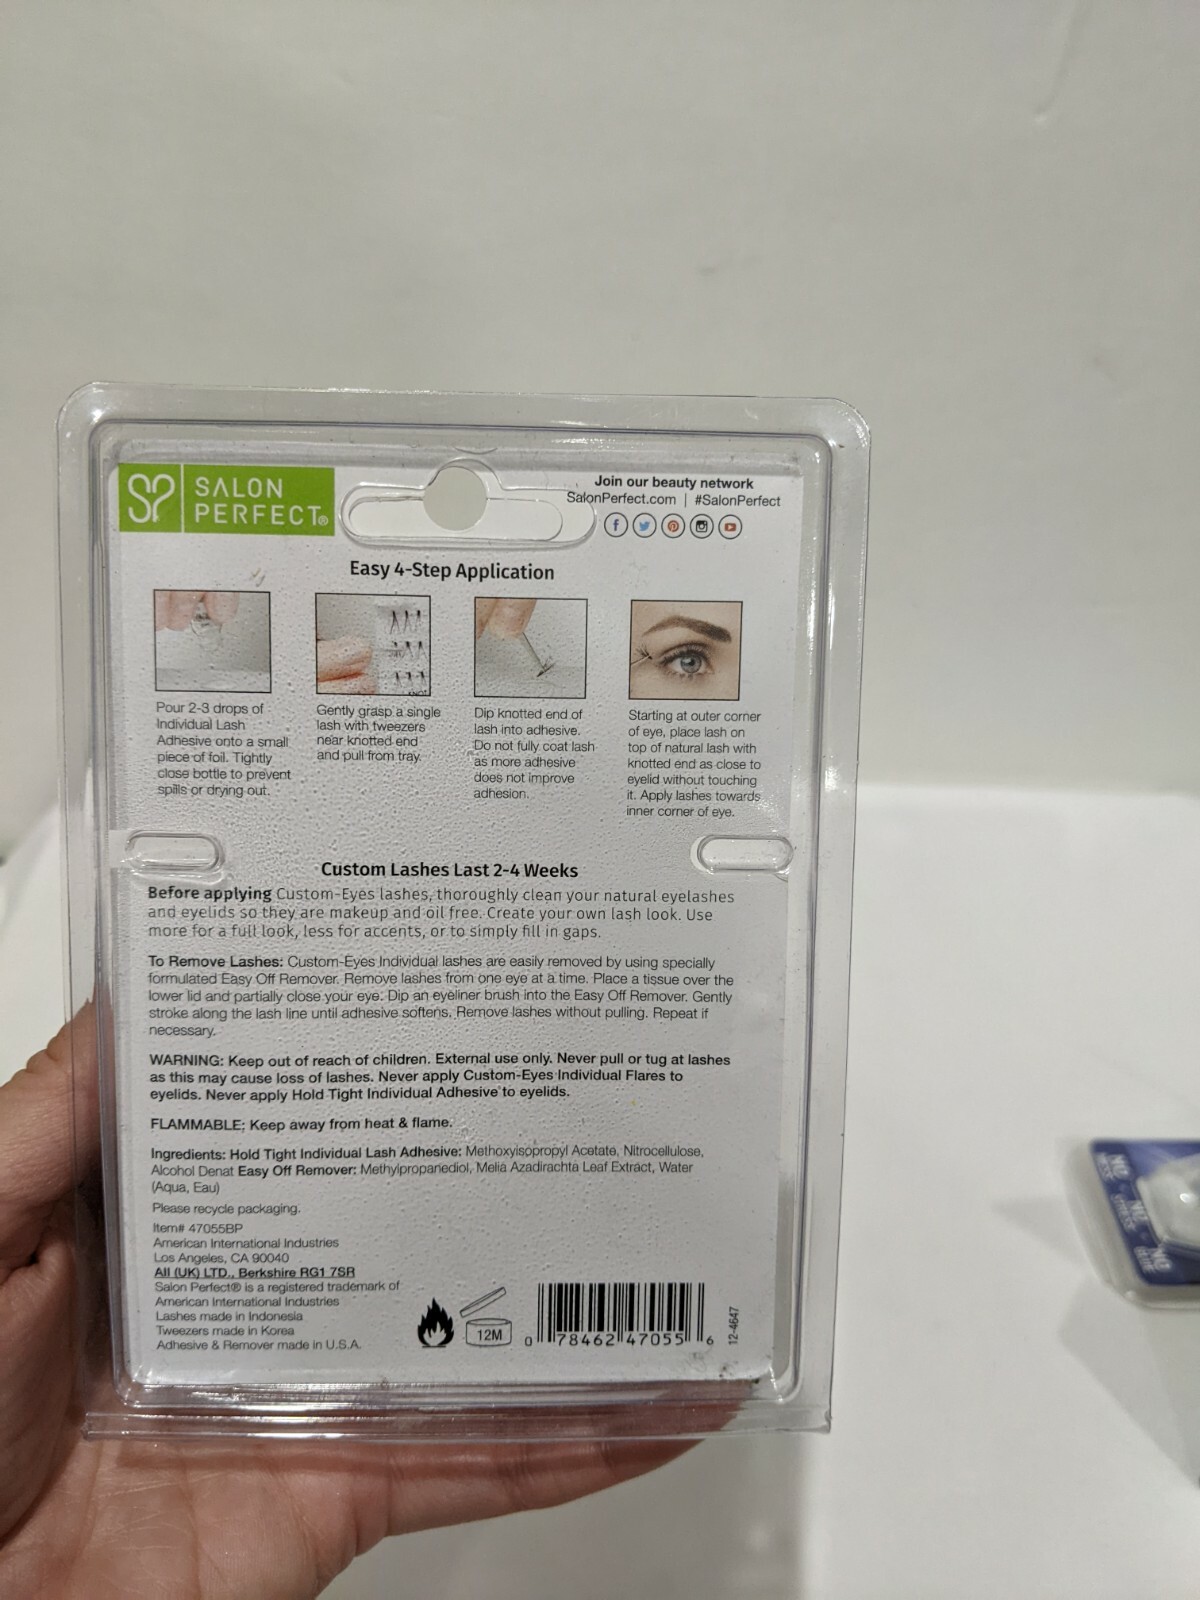 SP SALON
PERFECT®
Join our beauty network
SalonPerfect.com | #SalonPerfect
Easy 4-Step Application
Pour 2-3 drops of
Individual Lash
Adhesive onto a small
piece of foil. Tightly
close bottle to prevent
spills or drying out.
Gently grasp a single
lash with tweezers
near knotted end
and pull from tray.
Dip knotted end of
lash into adhesive.
Do not fully coat lash
as more adhesive
does not improve
adhesion.
Starting at outer corner
of eye, place lash on
top of natural lash with
knotted end as close to
eyelid without touching
it. Apply lashes towards
inner corner of eye.
Custom Lashes Last 2-4 Weeks
Before applying Custom-Eyes lashes, thoroughly clean your natural eyelashes
and eyelids so they are makeup and oil free. Create your own lash look. Use
more for a full look, less for accents, or to simply fill in gaps.
To Remove Lashes: Custom-Eyes Individual lashes are easily removed by using specially
formulated Easy Off Remover. Remove lashes from one eye at a time. Place a tissue over the
lower lid and partially close your eye. Dip an eyeliner brush into the Easy Off Remover. Gently
stroke along the lash line until adhesive softens. Remove lashes without pulling. Repeat if
necessary.
WARNING: Keep out of reach of children. External use only. Never pull or tug at lashes
as this may cause loss of lashes. Never apply Custom-Eyes Individual Flares to
eyelids. Never apply Hold Tight Individual Adhesive to eyelids.
FLAMMABLE; Keep away from heat & flame.
Ingredients: Hold Tight Individual Lash Adhesive: Methoxyisopropyl Acetate, Nitrocellulose,
Alcohol Denat Easy Off Remover: Methylpropanediol, Melia Azadirachta Leaf Extract, Water
(Aqua, Eau)
Please recycle packaging.
Item# 47055BP
American International Industries
Los Angeles, CA 90040
AII (UK) LTD., Berkshire RG1 7SR
Salon Perfect® is a registered trademark of
American International Industries
Lashes made in Indonesia
Tweezers made in Korea
Adhesive & Remover made in U.S.A.
12M
0 78462 47055 6
12-4647